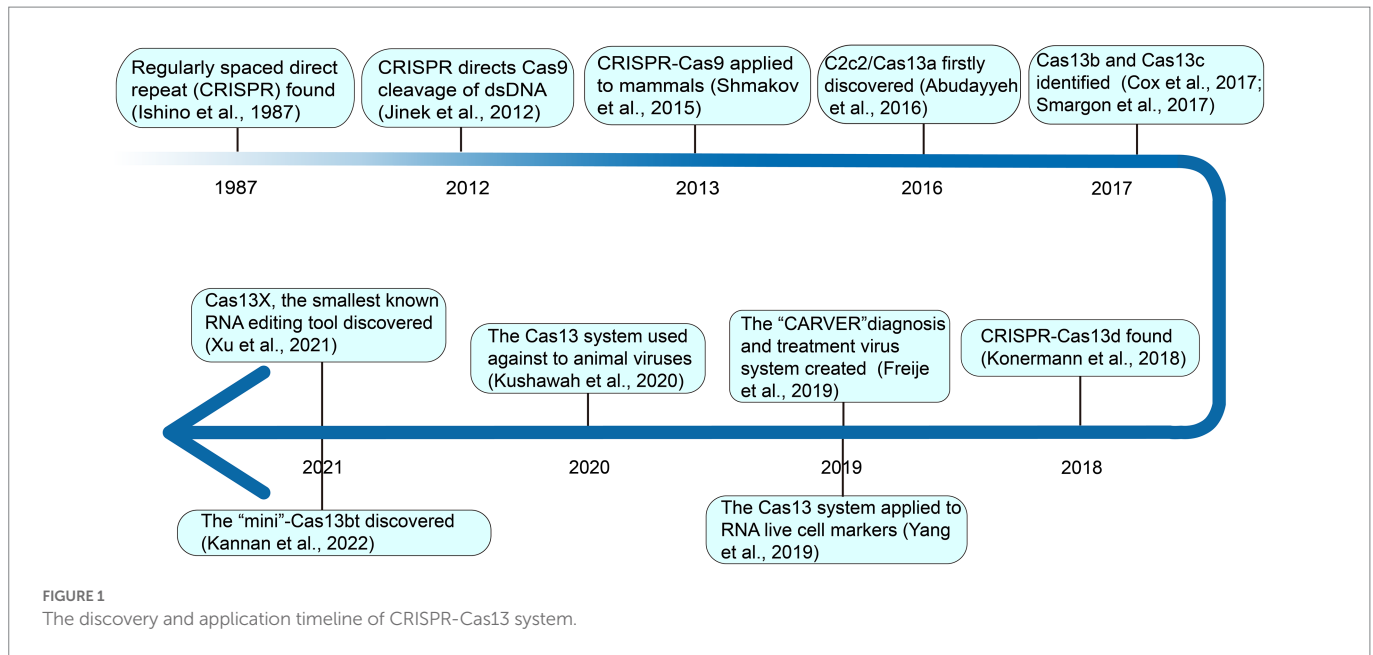 Regularly spaced direct
repeat (CRISPR) found
(Ishino et al., 1987)
CRISPR directs Cas9
cleavage of dsDNA
(Jinek et al., 2012)
CRISPR-Cas9 applied
to mammals (Shmakov
et al., 2015)
C2c2/Cas13a firstly
discovered (Abudayyeh
et al., 2016)
Cas13b and Cas13c
identified (Cox et al., 2017;
Smargon et al., 2017)
1987
2012
2013
2016
2017
Cas13X, the smallest known
RNA editing tool discovered
(Xu et al., 2021)
The Cas13 system used
against to animal viruses
(Kushawah et al., 2020)
The “CARVER”diagnosis
and treatment virus
system created (Freije
et al., 2019)
CRISPR-Cas13d found
(Konermann et al., 2018)
2021
2020
2019
2018
The “mini”-Cas13bt discovered
(Kannan et al., 2022)
The Cas13 system applied to
RNA live cell markers (Yang
et al., 2019)
FIGURE 1
The discovery and application timeline of CRISPR-Cas13 system.